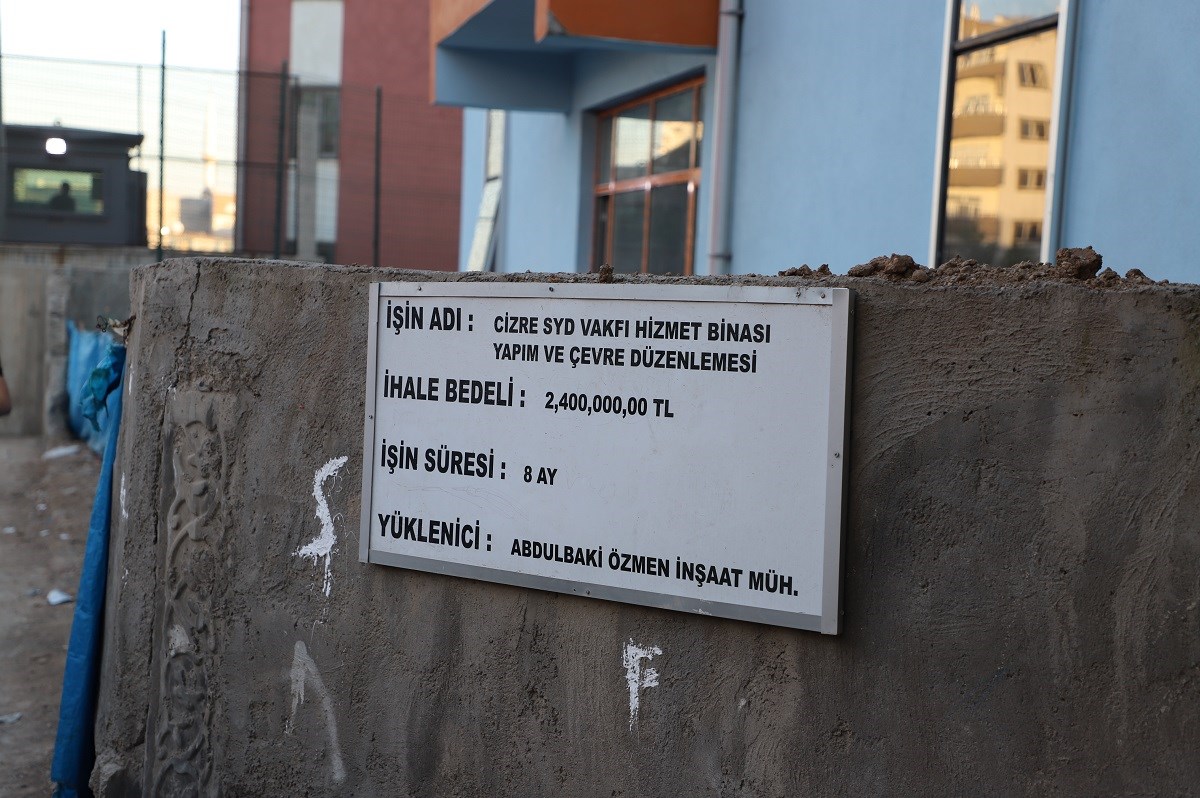 İŞİN ADI : CİZRE SYD VAKFI HİZMET BİNASI
YAPIM VE ÇEVRE DÜZENLEMESİ
İHALE BEDELİ : 2,400,000,00 TL
İŞİN SÜRESİ : 8 AY
YÜKLENİCİ : ABDULBAKİ ÖZMEN İNŞAAT MÜH.
S
F